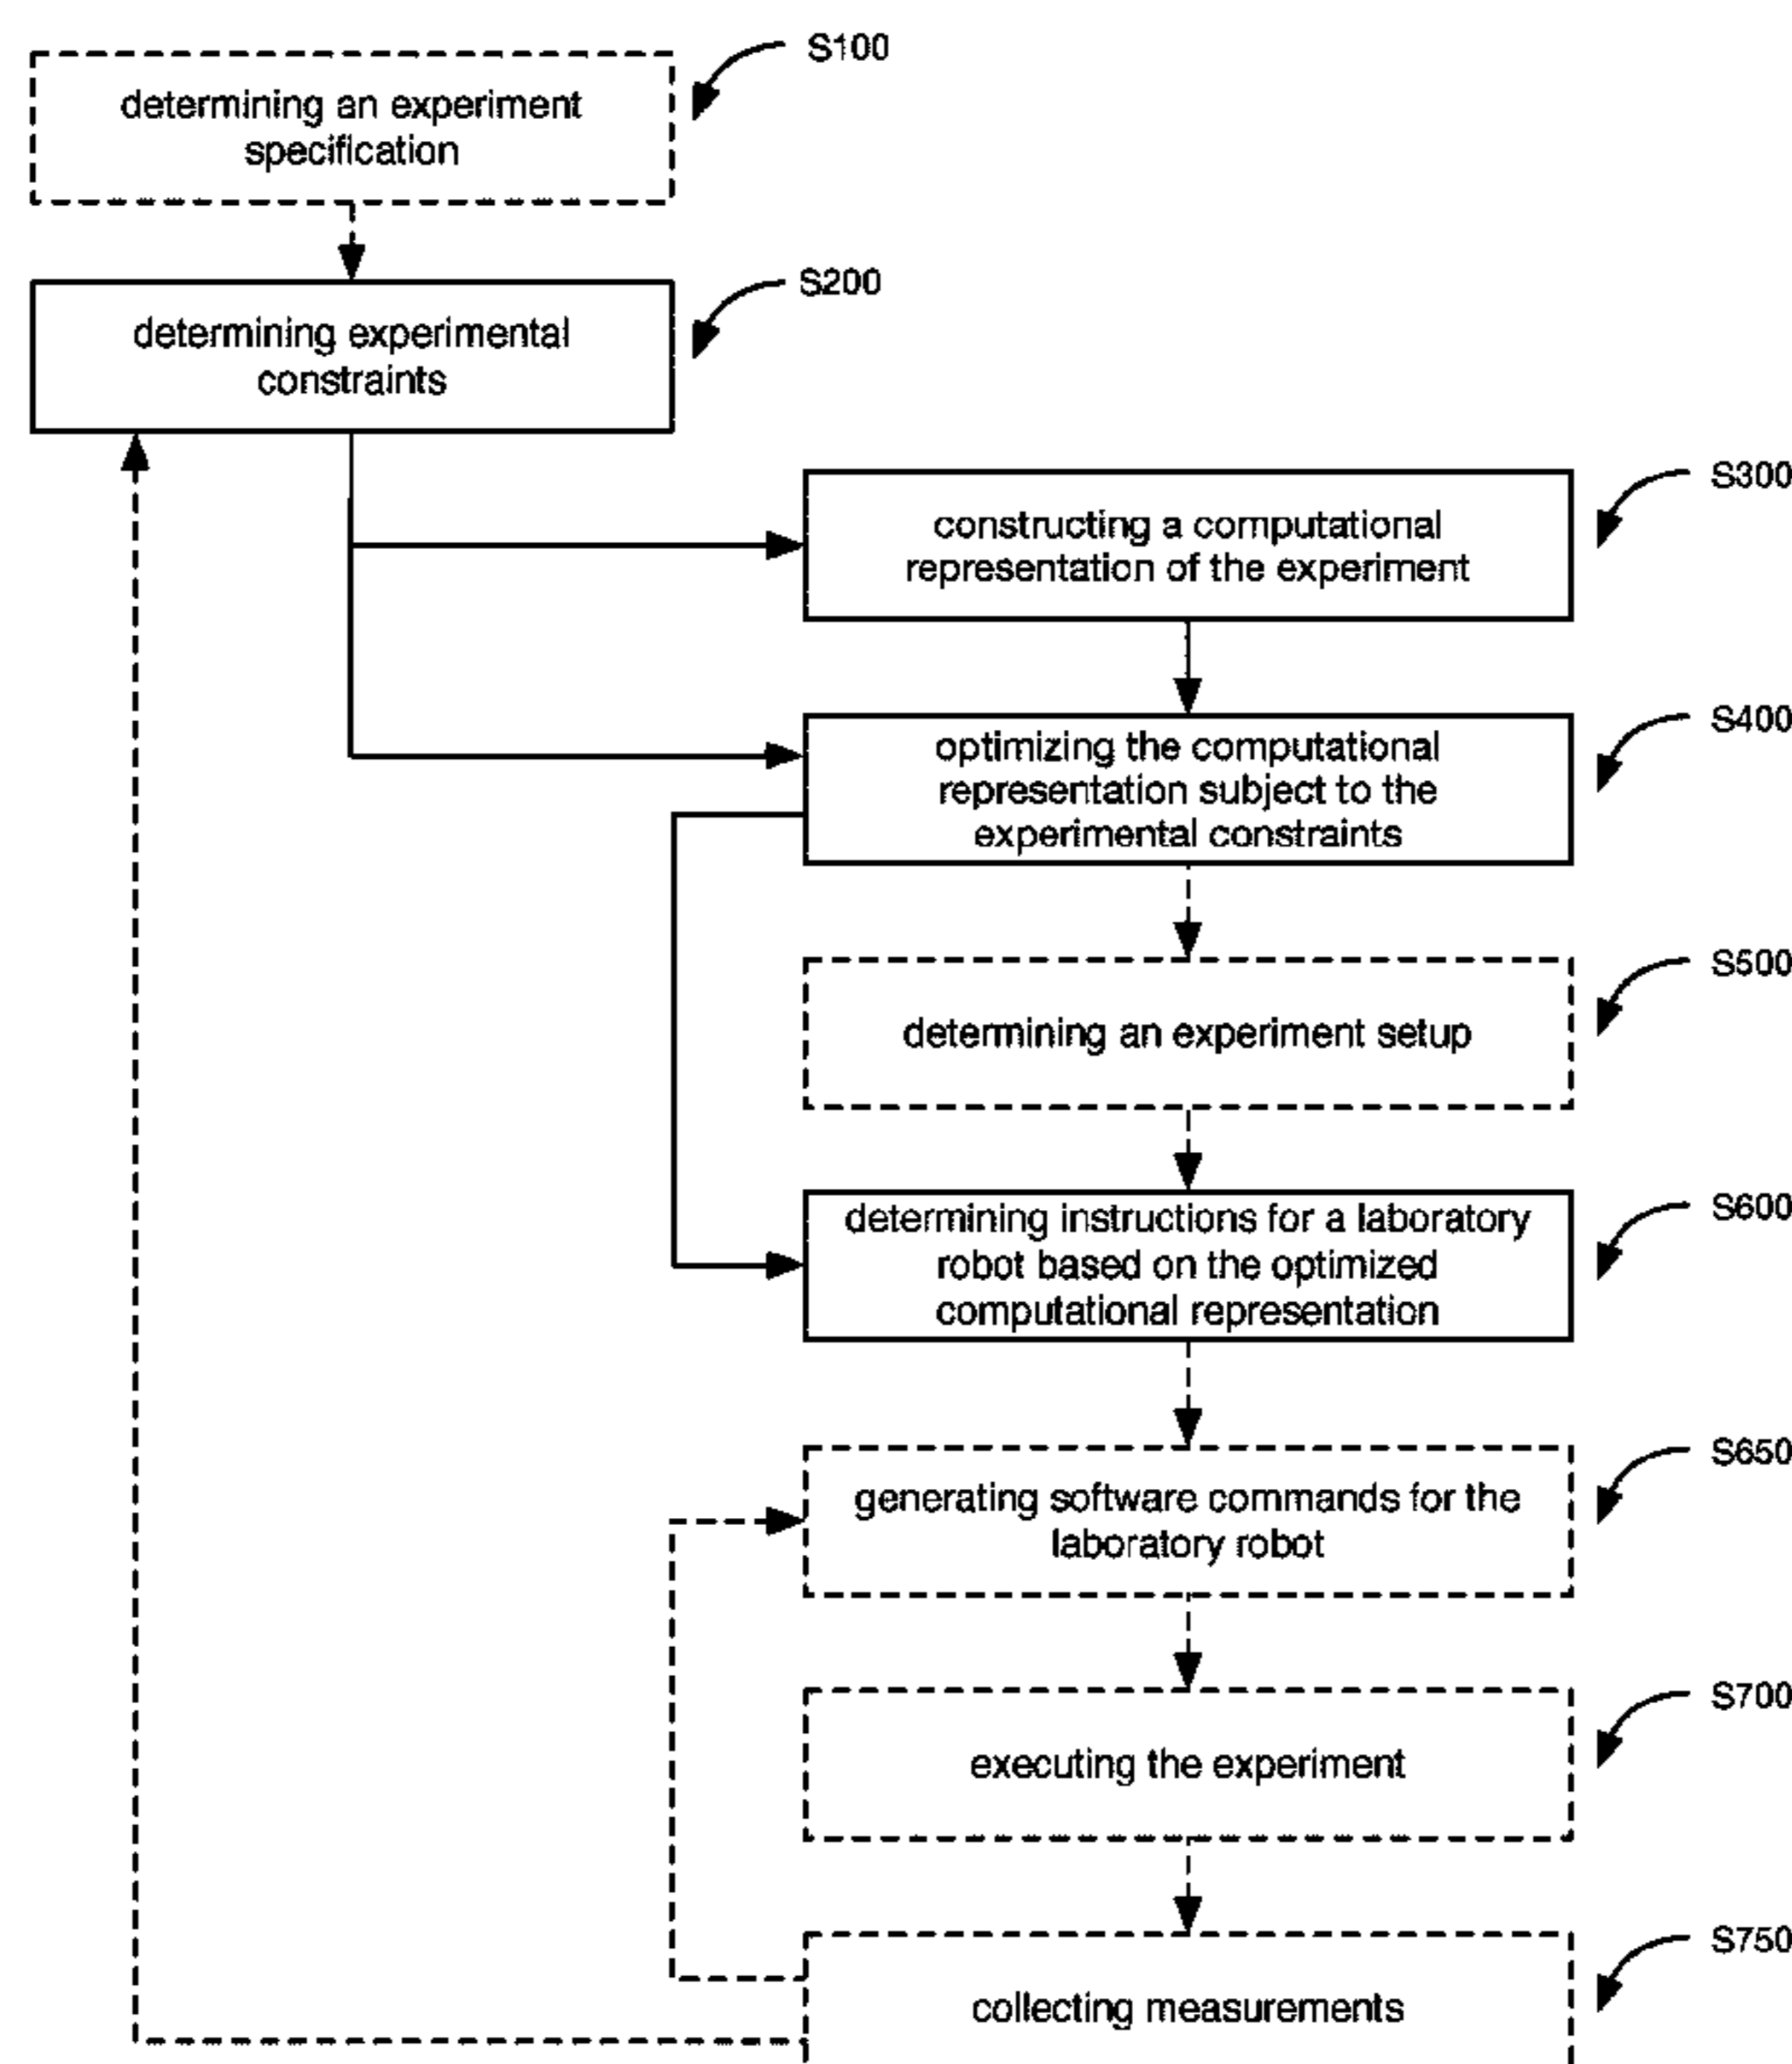 S100
determining an experiment
specification
S200
determining experimental
constraints
S300
constructing a computational
representation of the experiment
S400
optimizing the computational
representation subject to the
experimental constraints
S500
determining an experiment setup
S600
determining instructions for a laboratory
robot based on the optimized
computational representation
S650
generating software commands for the
laboratory robot
S700
executing the experiment
S750
collecting measurements